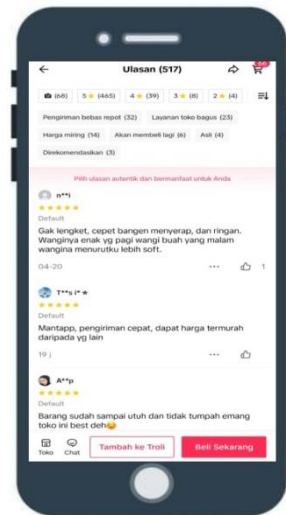 Ulasan (517)
66
(68) 5 (465) 4 (39) 3 (8) 2 (4)
Pengiriman bebas repot (32) Layanan toko bagus (23)
Harga miring (14) Akan membeli lagi (6) Asli (4)
Direkomendasikan (3)
Pilih ulasan autentik dan bermanfaat untuk Anda
n**i
Default
Gak lengket, cepet bangen menyerap, dan ringan.
Wanginya enak yg pagi wangi buah yang malam
wangina menurutku lebih soft.
04-20 ... 1
T**s i*
Default
Mantapp, pengiriman cepat, dapat harga termurah
daripada yg lain
19 j ...
A**p
Default
Barang sudah sampai utuh dan tidak tumpah emang
toko ini best deh
Toko Chat Tambah ke Troli Beli Sekarang